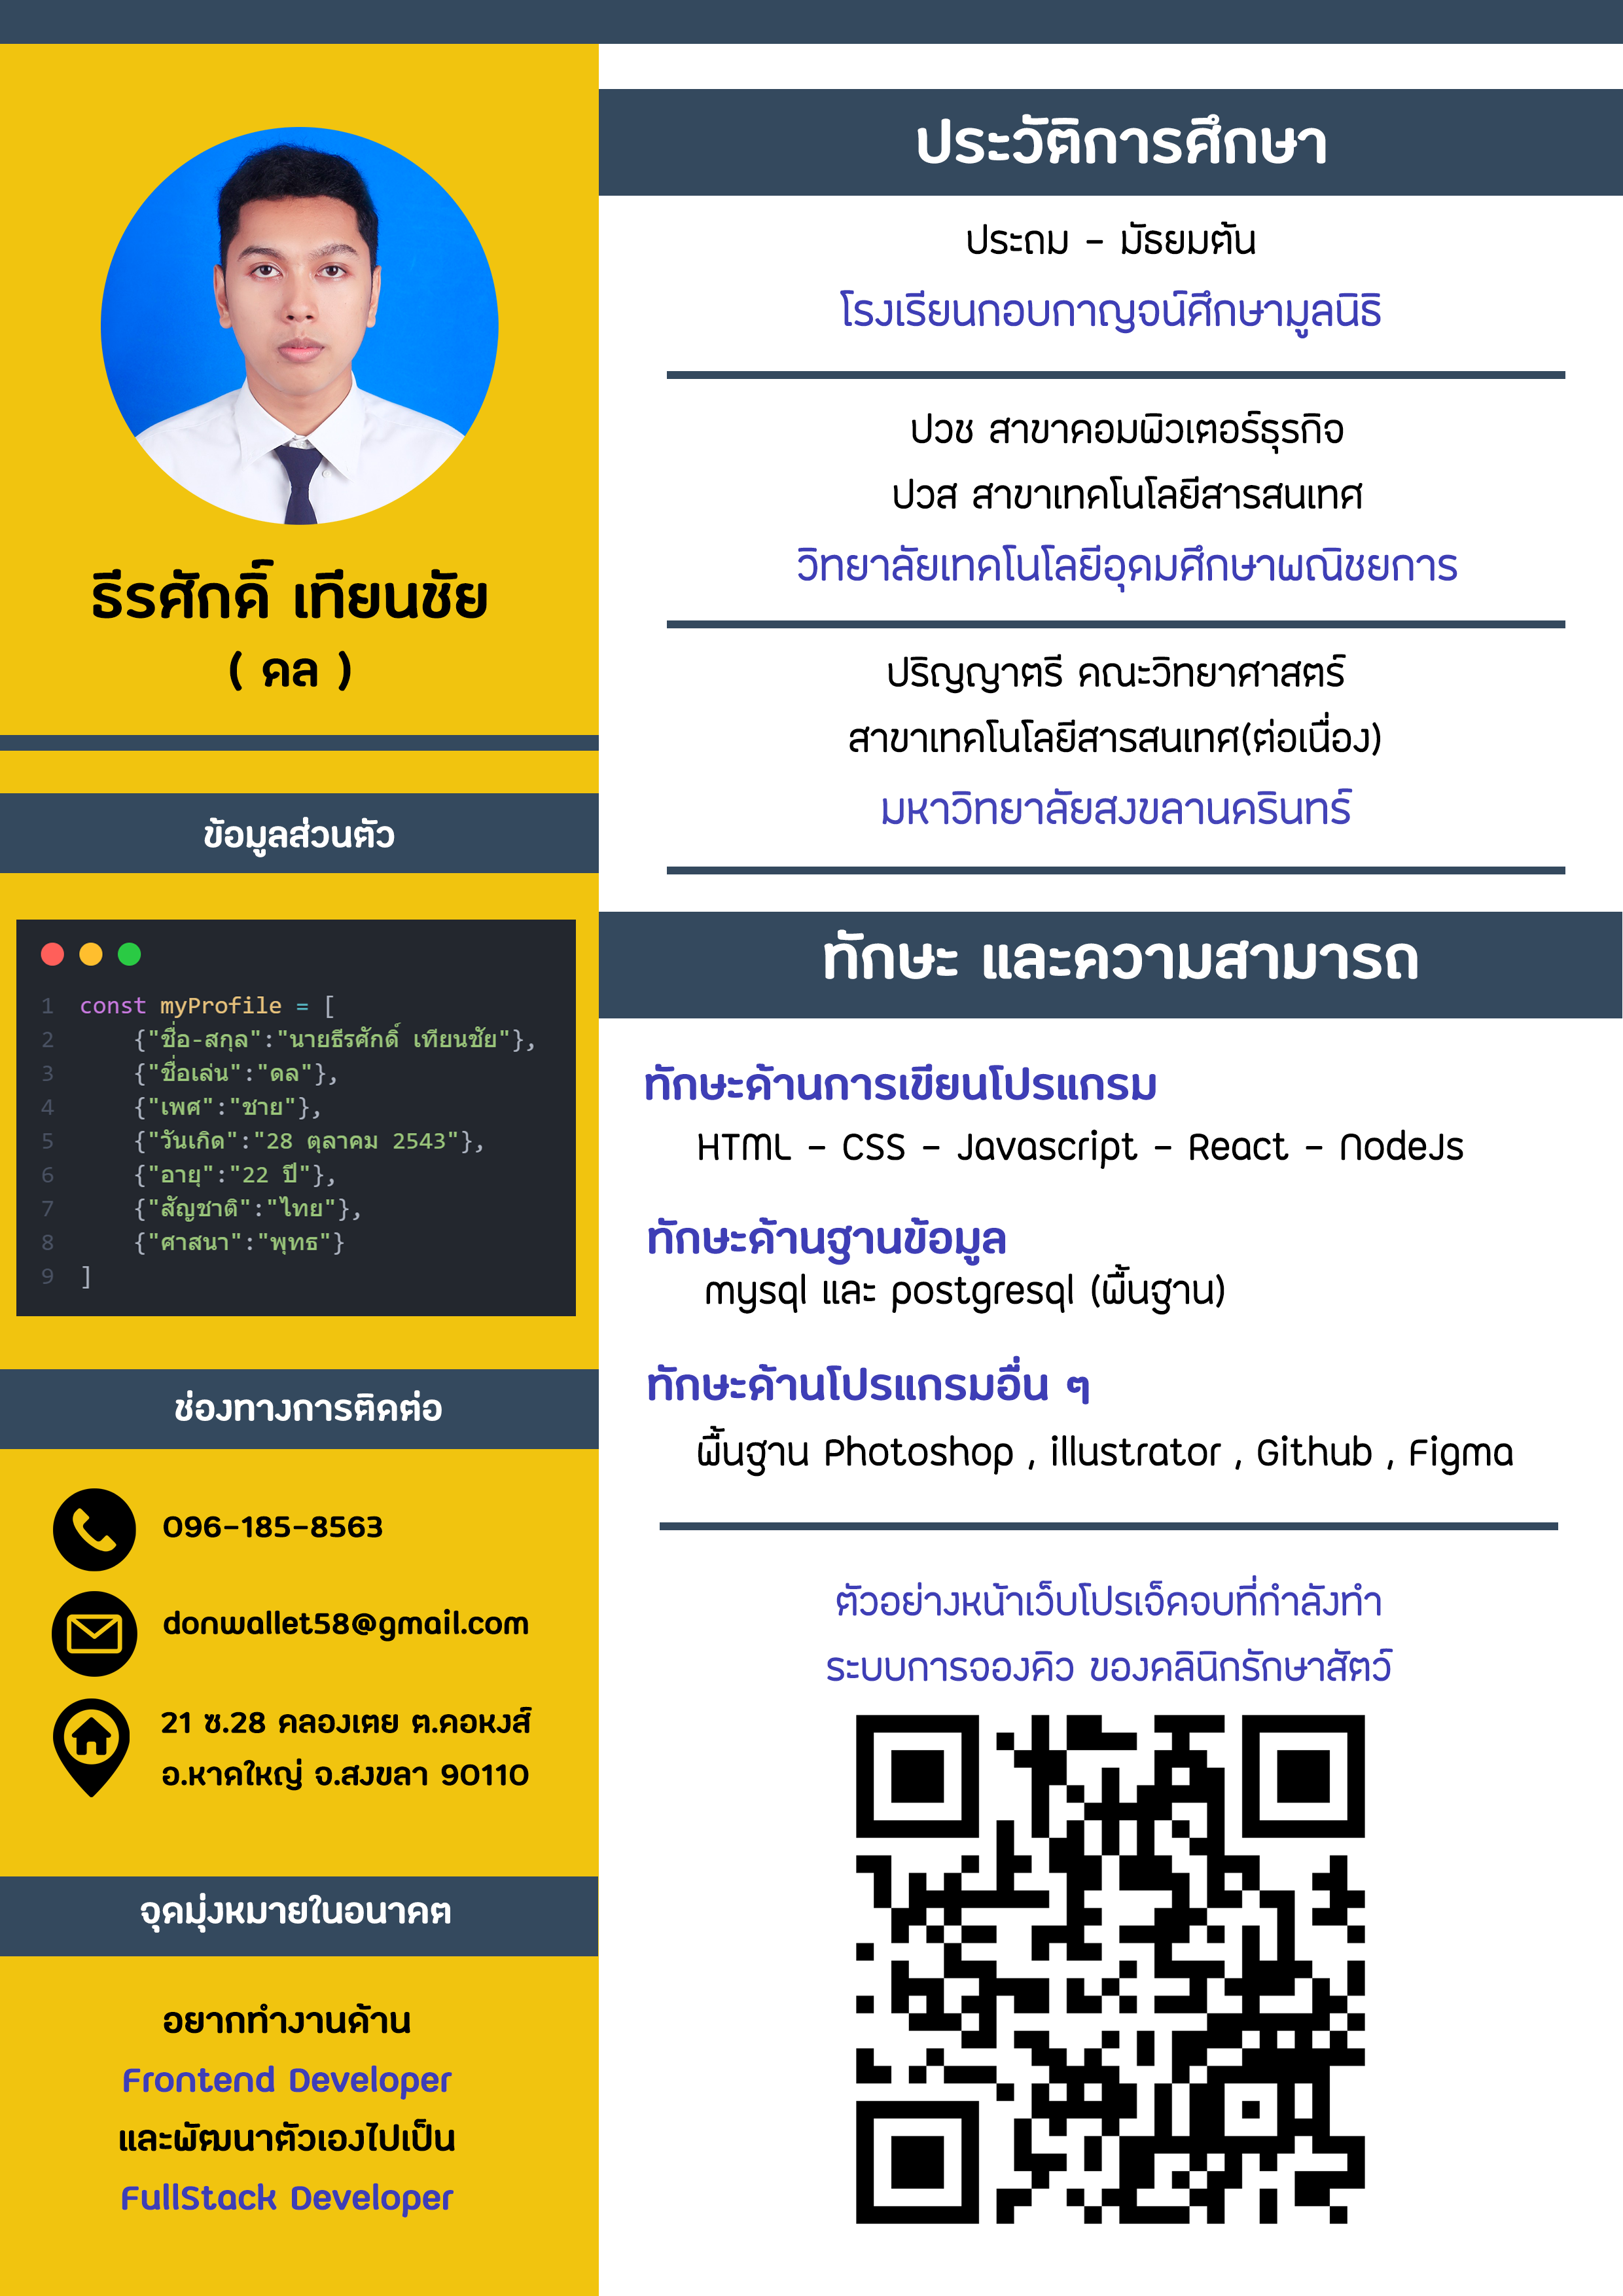 ธีรศักดิ์ เทียนชัย
( ดล )
ข้อมูลส่วนตัว
1 const myProfile = [
2 {"ชื่อ-สกุล":"นายธีรศักดิ์ เทียนชัย"},
3 {"ชื่อเล่น":"ดล"},
4 {"เพศ":"ชาย"},
5 {"วันเกิด":"28 ตุลาคม 2543"},
6 {"อายุ":"22 ปี"},
7 {"สัญชาติ":"ไทย"},
8 {"ศาสนา":"พุทธ"}
9 ]
ช่องทางการติดต่อ
096-185-8563
donwallet58@gmail.com
21 ซ.28 คลองเตย ต.คอหงส์
อ.หาดใหญ่ จ.สงขลา 90110
จุดมุ่งหมายในอนาคต
อยากทำงานด้าน
Frontend Developer
และพัฒนาตัวเองไปเป็น
FullStack Developer
ประวัติการศึกษา
ประถม - มัธยมต้น
โรงเรียนกอบกาญจน์ศึกษามูลนิธิ
ปวช สาขาคอมพิวเตอร์ธุรกิจ
ปวส สาขาเทคโนโลยีสารสนเทศ
วิทยาลัยเทคโนโลยีอุดมศึกษาพณิชยการ
ปริญญาตรี คณะวิทยาศาสตร์
สาขาเทคโนโลยีสารสนเทศ(ต่อเนื่อง)
มหาวิทยาลัยสงขลานครินทร์
ทักษะ และความสามารถ
ทักษะด้านการเขียนโปรแกรม
HTML - CSS - Javascript - React - NodeJs
ทักษะด้านฐานข้อมูล
mysql และ postgresql (พื้นฐาน)
ทักษะด้านโปรแกรมอื่น ๆ
พื้นฐาน Photoshop , illustrator , Github , Figma
ตัวอย่างหน้าเว็บโปรเจ็คจบที่กำลังทำ
ระบบการจองคิว ของคลินิกรักษาสัตว์